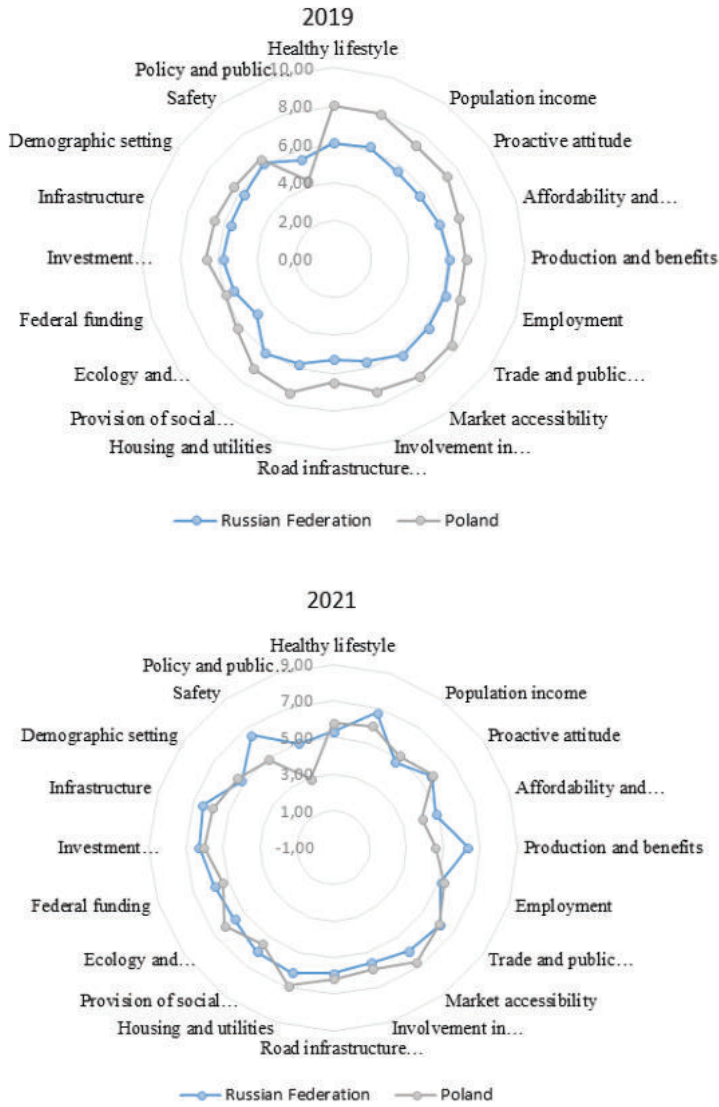 2019
Healthy lifestyle
Policy and public...
10,00
Safety
8,00
Population income
Demographic setting
6,00
Proactive attitude
Infrastructure
4,00
Affordability and...
2,00
Investment...
0,00
Production and benefits
Federal funding
Employment
Ecology and...
Trade and public...
Provision of social...
Market accessibility
Housing and utilities
Involvement in...
Road infrastructure...
Russian Federation
Poland
2021
Healthy lifestyle
Policy and public...
9,00
Safety
7,00
Population income
Demographic setting
5,00
Proactive attitude
Infrastructure
3,00
Affordability and...
1,00
Investment...
-1,00
Production and benefits
Federal funding
Employment
Ecology and...
Trade and public...
Provision of social...
Market accessibility
Housing and utilities
Involvement in...
Road infrastructure...
Russian Federation
Poland